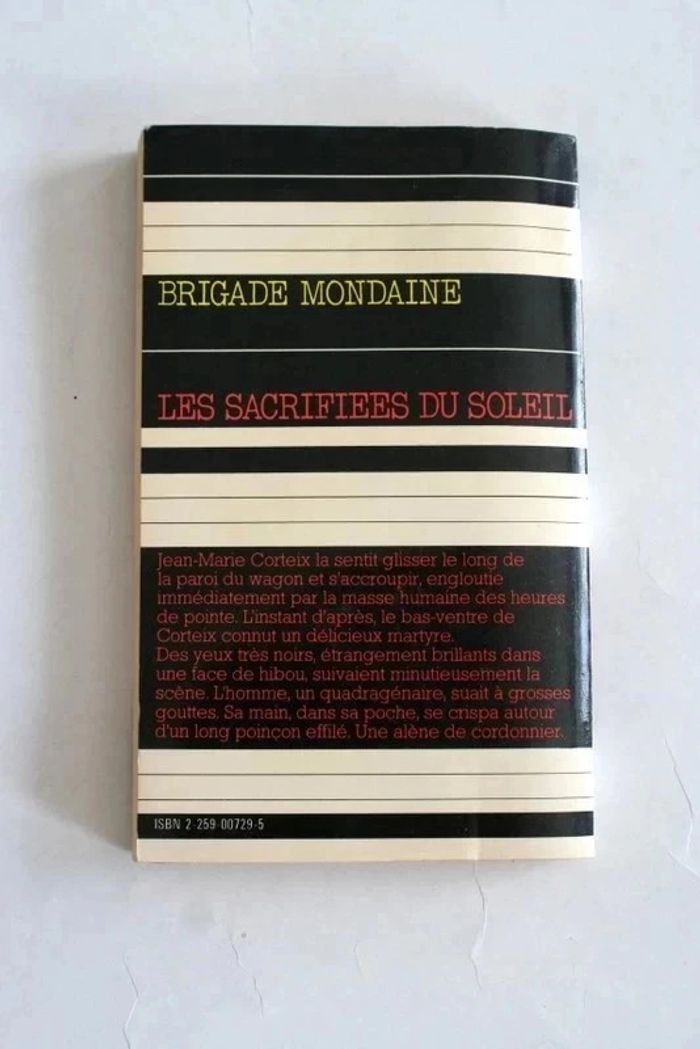 BRIGADE MONDAINE
LES SACRIFIEES DU SOLEIL
Jean-Marie Corteix la sentit glisser le long de
la paroi du wagon et s'accroupir, engloutie
immédiatement par la masse humaine des heures
de pointe. L'instant d'après, le bas-ventre de
Corteix connut un délicieux martyre.
Des yeux très noirs, étrangement brillants dans
une face de hibou, suivaient minutieusement la
scène. L'homme, un quadragénaire, suait à grosses
gouttes. Sa main, dans sa poche, se crispa autour
d'un long poinçon effilé. Une alène de cordonnier.
ISBN 2-259-00729-5